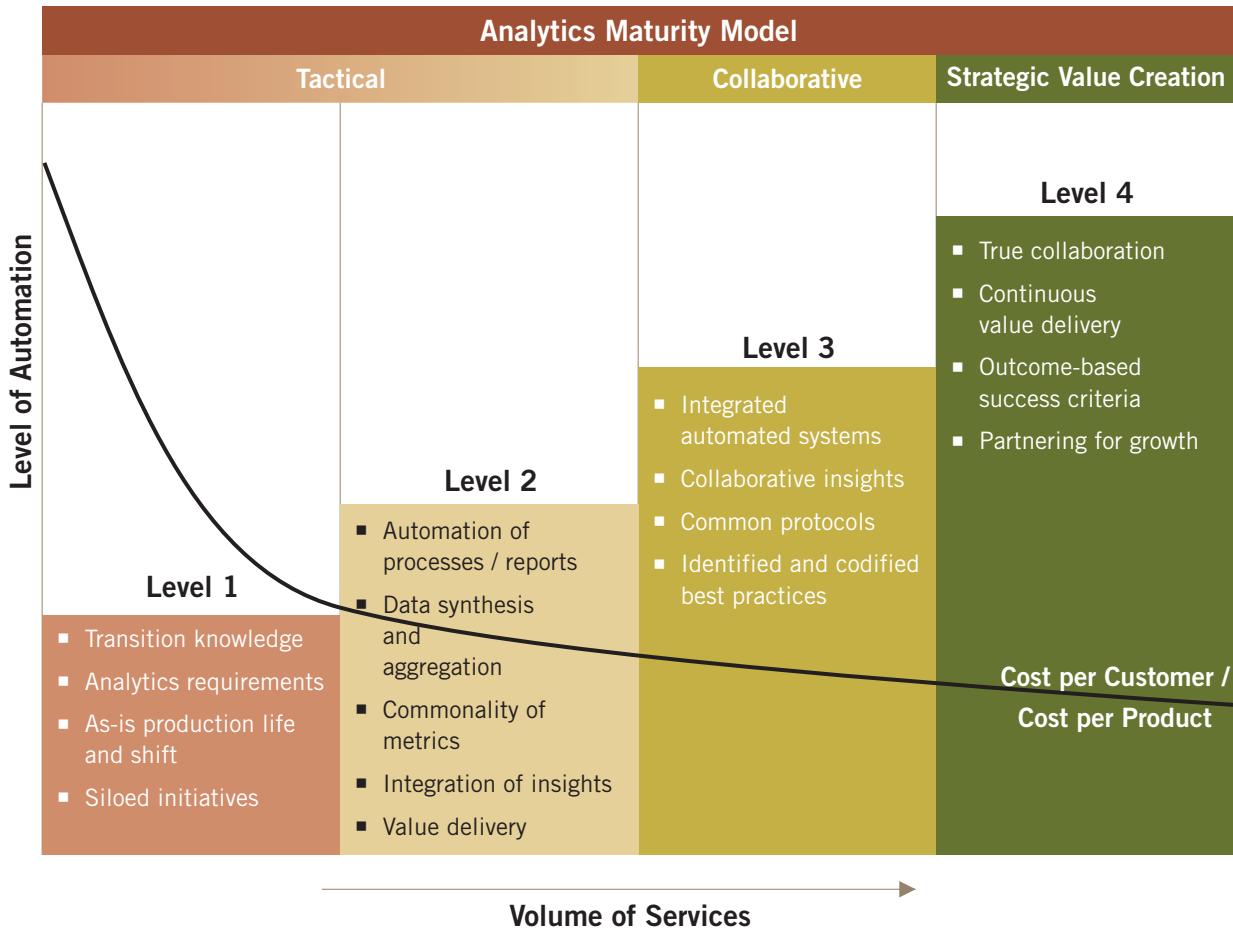 Analytics Maturity Model
Tactical
Collaborative
Strategic Value Creation
Level of Automation
Level 1
▪ Transition knowledge
▪ Analytics requirements
▪ As-is production life
and shift
▪ Siloed initiatives
Level 2
▪ Automation of
processes / reports
▪ Data synthesis
and
aggregation
▪ Commonality of
metrics
▪ Integration of insights
▪ Value delivery
Level 3
▪ Integrated
automated systems
▪ Collaborative insights
▪ Common protocols
▪ Identified and codified
best practices
Level 4
▪ True collaboration
▪ Continuous
value delivery
▪ Outcome-based
success criteria
▪ Partnering for growth
Cost per Customer /
Cost per Product
Volume of Services